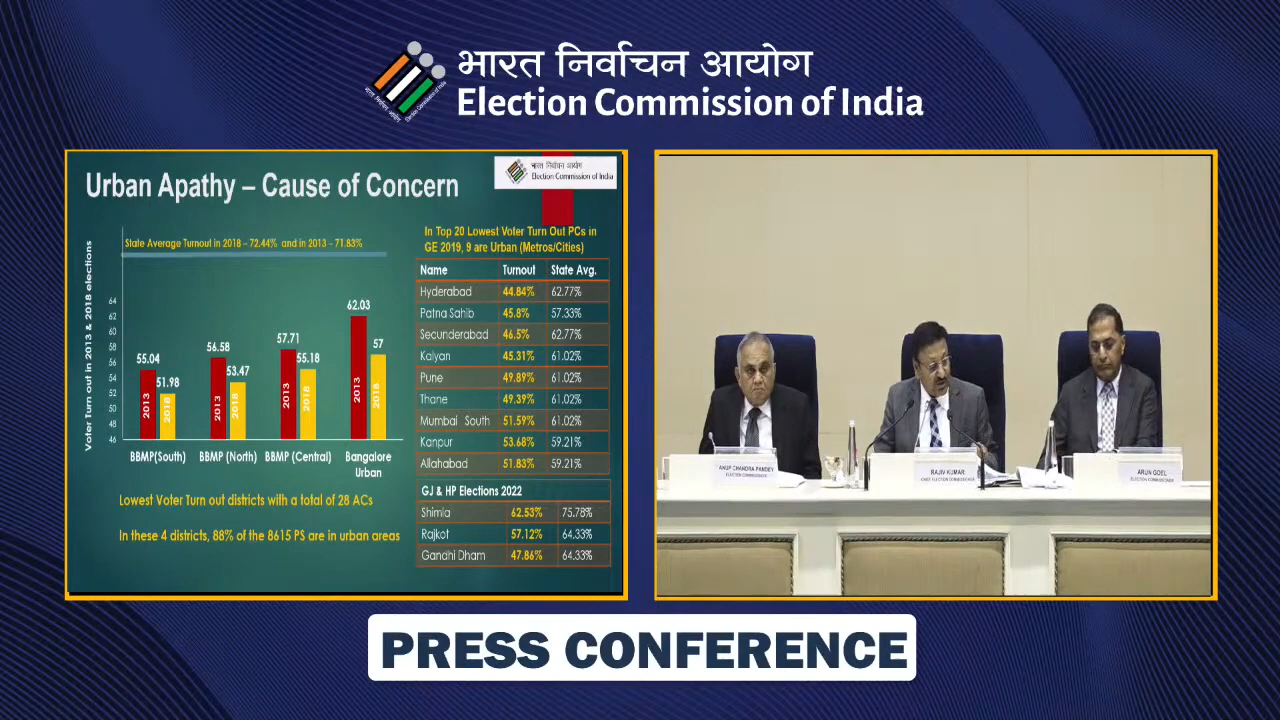 भारत निर्वाचन आयोग
Election Commission of India
भारत निर्वाचन आयोग
Election Commission of India
Urban Apathy – Cause of Concern
State Average Turnout in 2018 – 72.44% and in 2013 – 71.83%
Voter Turn out in 2013 & 2018 elections
64
62
60
58
56
54
52
50
48
46
55.04
51.98
56.58
53.47
57.71
55.18
62.03
57
2013
2018
2013
2018
2013
2018
2013
2018
BBMP(South)
BBMP (North)
BBMP (Central)
Bangalore
Urban
Lowest Voter Turn out districts with a total of 28 ACs
In these 4 districts, 88% of the 8615 PS are in urban areas
In Top 20 Lowest Voter Turn Out PCs in
GE 2019, 9 are Urban (Metros/Cities)
Name Turnout State Avg.
Hyderabad 44.84% 62.77%
Patna Sahib 45.8% 57.33%
Secunderabad 46.5% 62.77%
Kalyan 45.31% 61.02%
Pune 49.89% 61.02%
Thane 49.39% 61.02%
Mumbai South 51.59% 61.02%
Kanpur 53.68% 59.21%
Allahabad 51.83% 59.21%
GJ & HP Elections 2022
Shimla 62.53% 75.78%
Rajkot 57.12% 64.33%
Gandhi Dham 47.86% 64.33%
ANUP CHANDRA PANDEY
ELECTION COMMISSIONER
RAJIV KUMAR
CHIEF ELECTION COMMISSIONER
ARUN GOEL
ELECTION COMMISSIONER
PRESS CONFERENCE